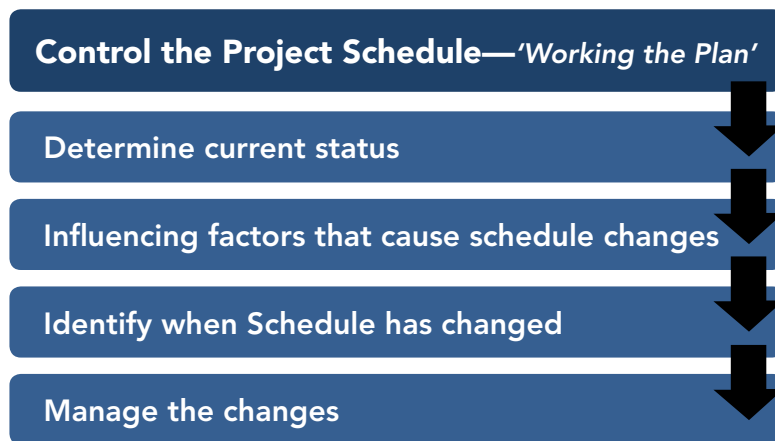 Control the Project Schedule—‘Working the Plan’
Determine current status
Influencing factors that cause schedule changes
Identify when Schedule has changed
Manage the changes